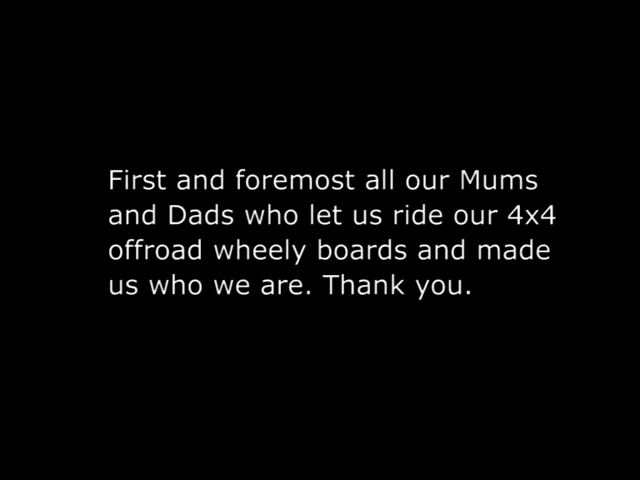 First and foremost all our Mums
and Dads who let us ride our 4x4
offroad wheely boards and made
us who we are. Thank you.